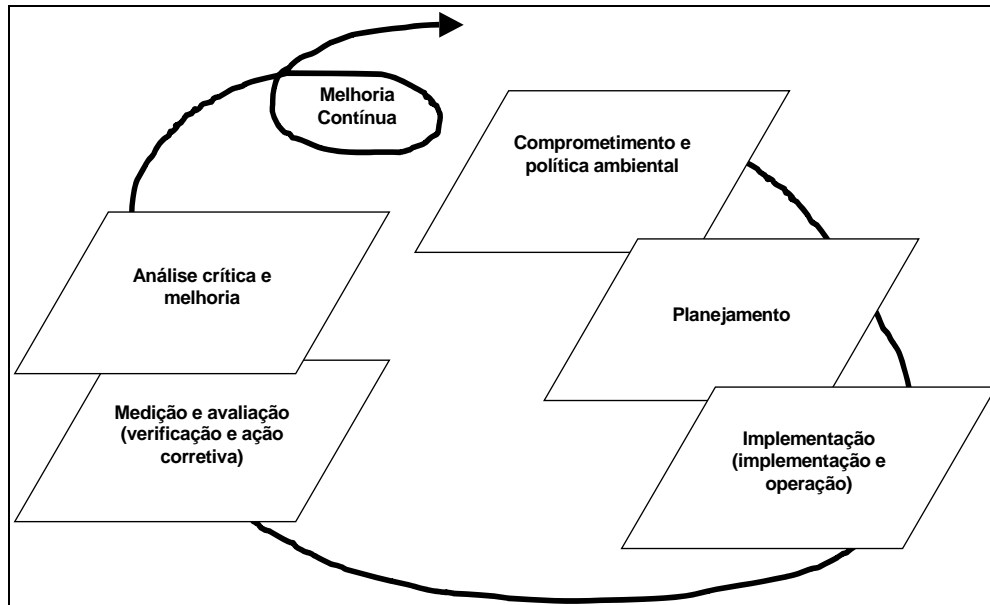 Melhoria
Contínua
Comprometimento e
política ambiental
Planejamento
Implementação
(implementação e
operação)
Medição e avaliação
(verificação e ação
corretiva)
Análise crítica e
melhoria